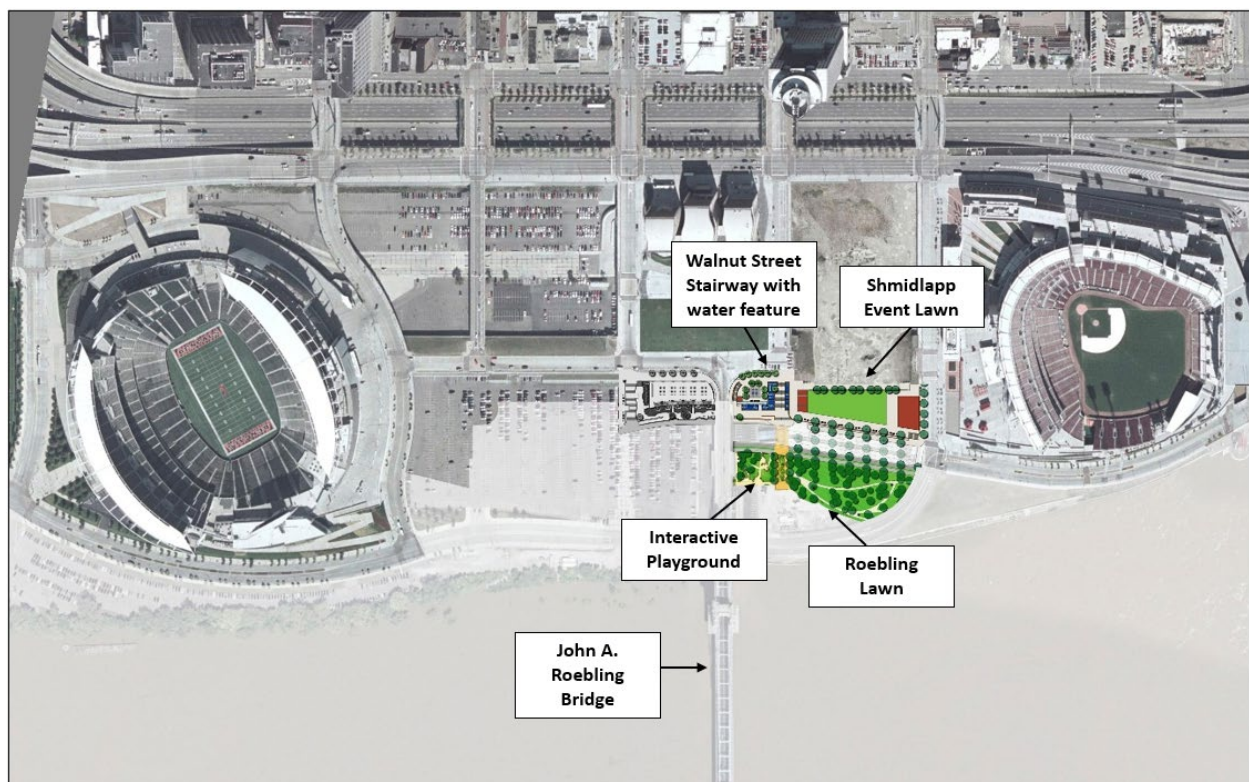 Walnut Street
Stairway with
water feature
Shmidlapp
Event Lawn
Interactive
Playground
Roebling
Lawn
John A.
Roebling
Bridge